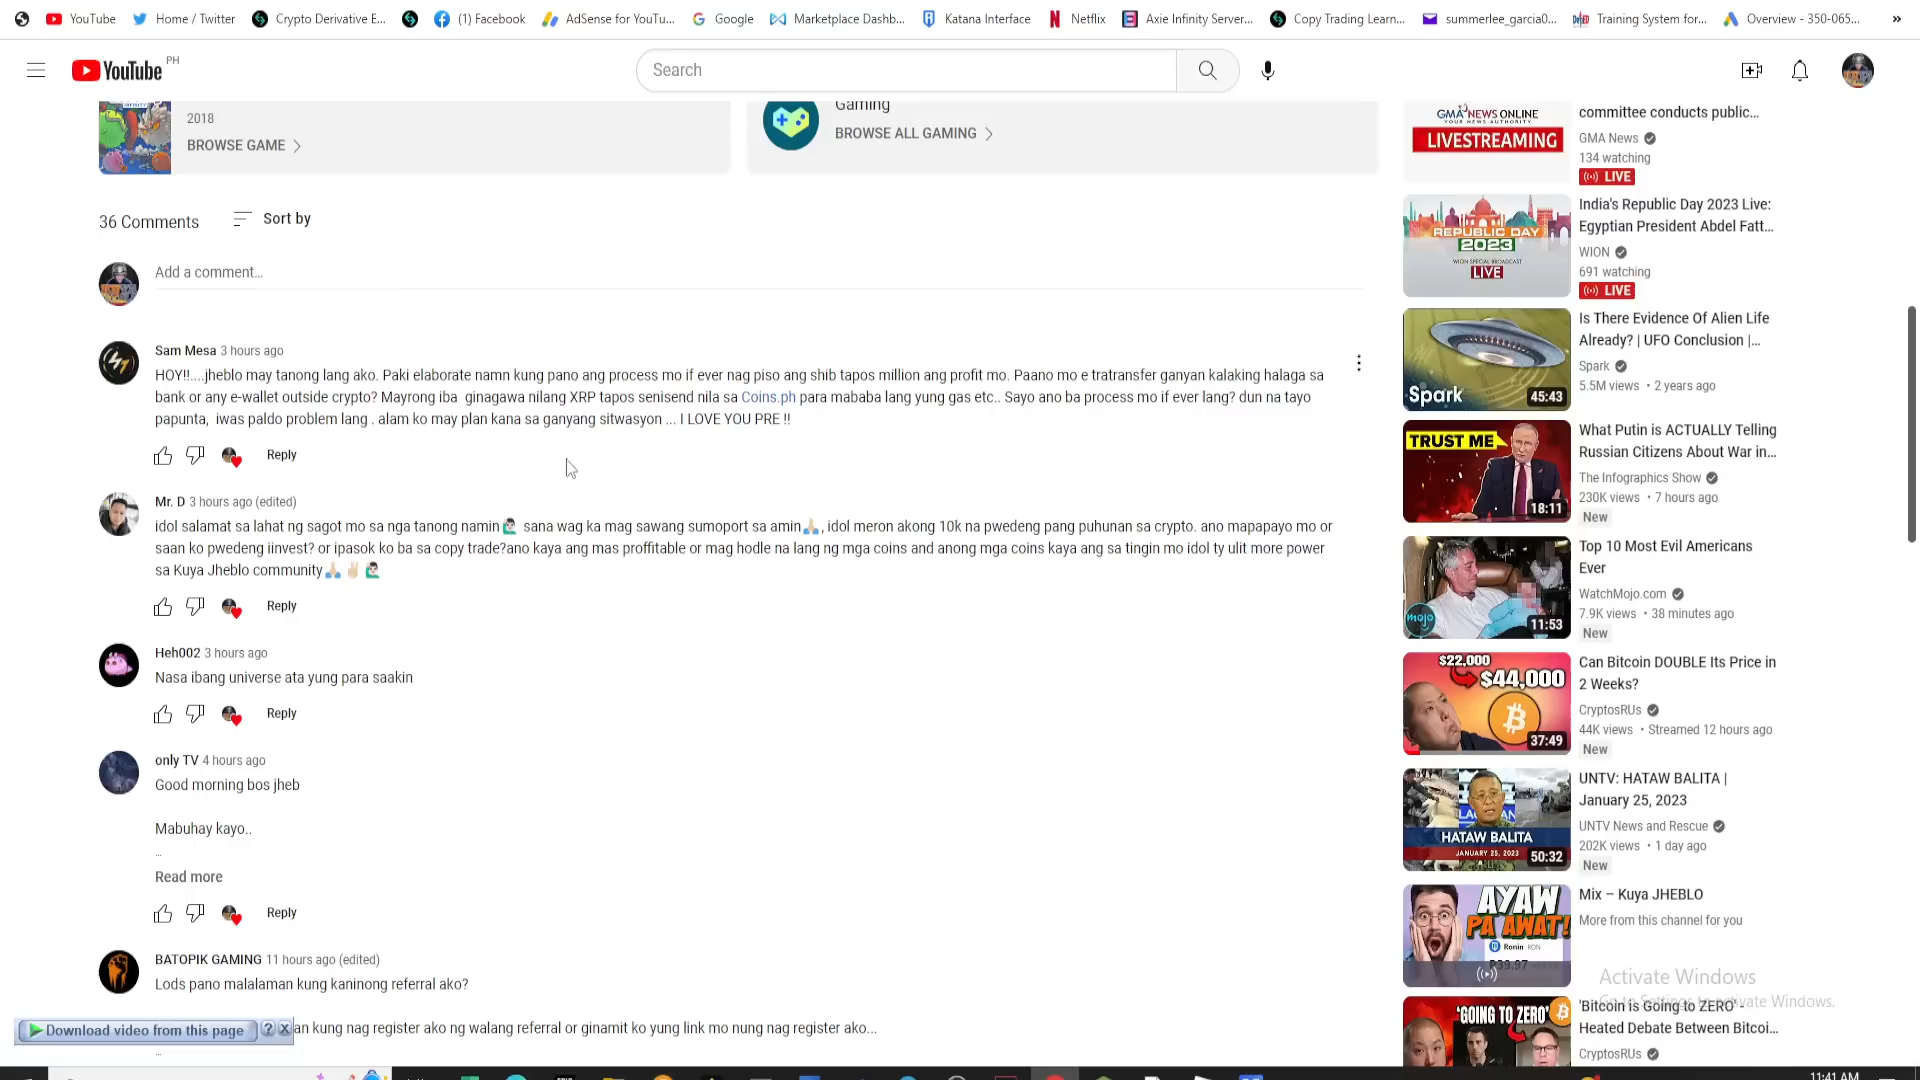 YouTube
Home / Twitter
Crypto Derivative E...
(1) Facebook
AdSense for YouTu...
Google
Marketplace Dashb...
Katana Interface
Netflix
Axie Infinity Server...
Copy Trading Learn...
summerlee_garcia0...
Training System for...
Overview - 350-065...
»
YouTube PH
Search
2018
BROWSE GAME
Gaming
BROWSE ALL GAMING
36 Comments
Sort by
Add a comment...
Sam Mesa 3 hours ago
HOY!!....jheblo may tanong lang ako. Paki elaborate namn kung pano ang process mo if ever nag piso ang shib tapos million ang profit mo. Paano mo e tratransfer ganyan kalaking halaga sa
bank or any e-wallet outside crypto? Mayrong iba ginagawa nilang XRP tapos senisend nila sa Coins.ph para mababa lang yung gas etc.. Sayo ano ba process mo if ever lang? dun na tayo
papunta, iwas paldo problem lang . alam ko may plan kana sa ganyang sitwasyon ... I LOVE YOU PRE !!
Reply
Mr. D 3 hours ago (edited)
idol salamat sa lahat ng sagot mo sa nga tanong namin🙋🏻‍♂️ sana wag ka mag sawang sumoport sa amin🙏🏼, idol meron akong 10k na pwedeng pang puhunan sa crypto. ano mapapayo mo or
saan ko pwedeng iinvest? or ipasok ko ba sa copy trade?ano kaya ang mas proffitable or mag hodle na lang ng mga coins and anong mga coins kaya ang sa tingin mo idol ty ulit more power
sa Kuya Jheblo community🙏🏼✌🏼🙋🏻‍♂️
Reply
Heh002 3 hours ago
Nasa ibang universe ata yung para saakin
Reply
only TV 4 hours ago
Good morning bos jheb
Mabuhay kayo..
...
Read more
Reply
BATOPIK GAMING 11 hours ago (edited)
Lods pano malalaman kung kaninong referral ako?
an kung nag register ako ng walang referral or ginamit ko yung link mo nung nag register ako...
...
Download video from this page ? X
GMA NEWS ONLINE
YOUR NEWS AUTHORITY
LIVESTREAMING
committee conducts public...
GMA News
134 watching
LIVE
REPUBLIC DAY
2023
WION SPECIAL BROADCAST
LIVE
India's Republic Day 2023 Live:
Egyptian President Abdel Fatt...
WION
691 watching
LIVE
Spark
45:43
Is There Evidence Of Alien Life
Already? | UFO Conclusion |...
Spark
5.5M views • 2 years ago
TRUST ME
18:11
What Putin is ACTUALLY Telling
Russian Citizens About War in...
The Infographics Show
230K views • 7 hours ago
New
mojo
11:53
Top 10 Most Evil Americans
Ever
WatchMojo.com
7.9K views • 38 minutes ago
New
$22,000
$44,000
37:49
Can Bitcoin DOUBLE Its Price in
2 Weeks?
CryptosRUs
44K views • Streamed 12 hours ago
New
HATAW BALITA
JANUARY 25, 2023
50:32
UNTV: HATAW BALITA |
January 25, 2023
UNTV News and Rescue
202K views • 1 day ago
New
AYAW
PA AWAT!
Ronin RON
₱39.97
Mix – Kuya JHEBLO
More from this channel for you
Activate Windows
Go to Settings to activate Windows.
'GOING TO ZERO'
'Bitcoin is Going to ZERO' -
Heated Debate Between Bitcoi...
CryptosRUs
11:41 AM